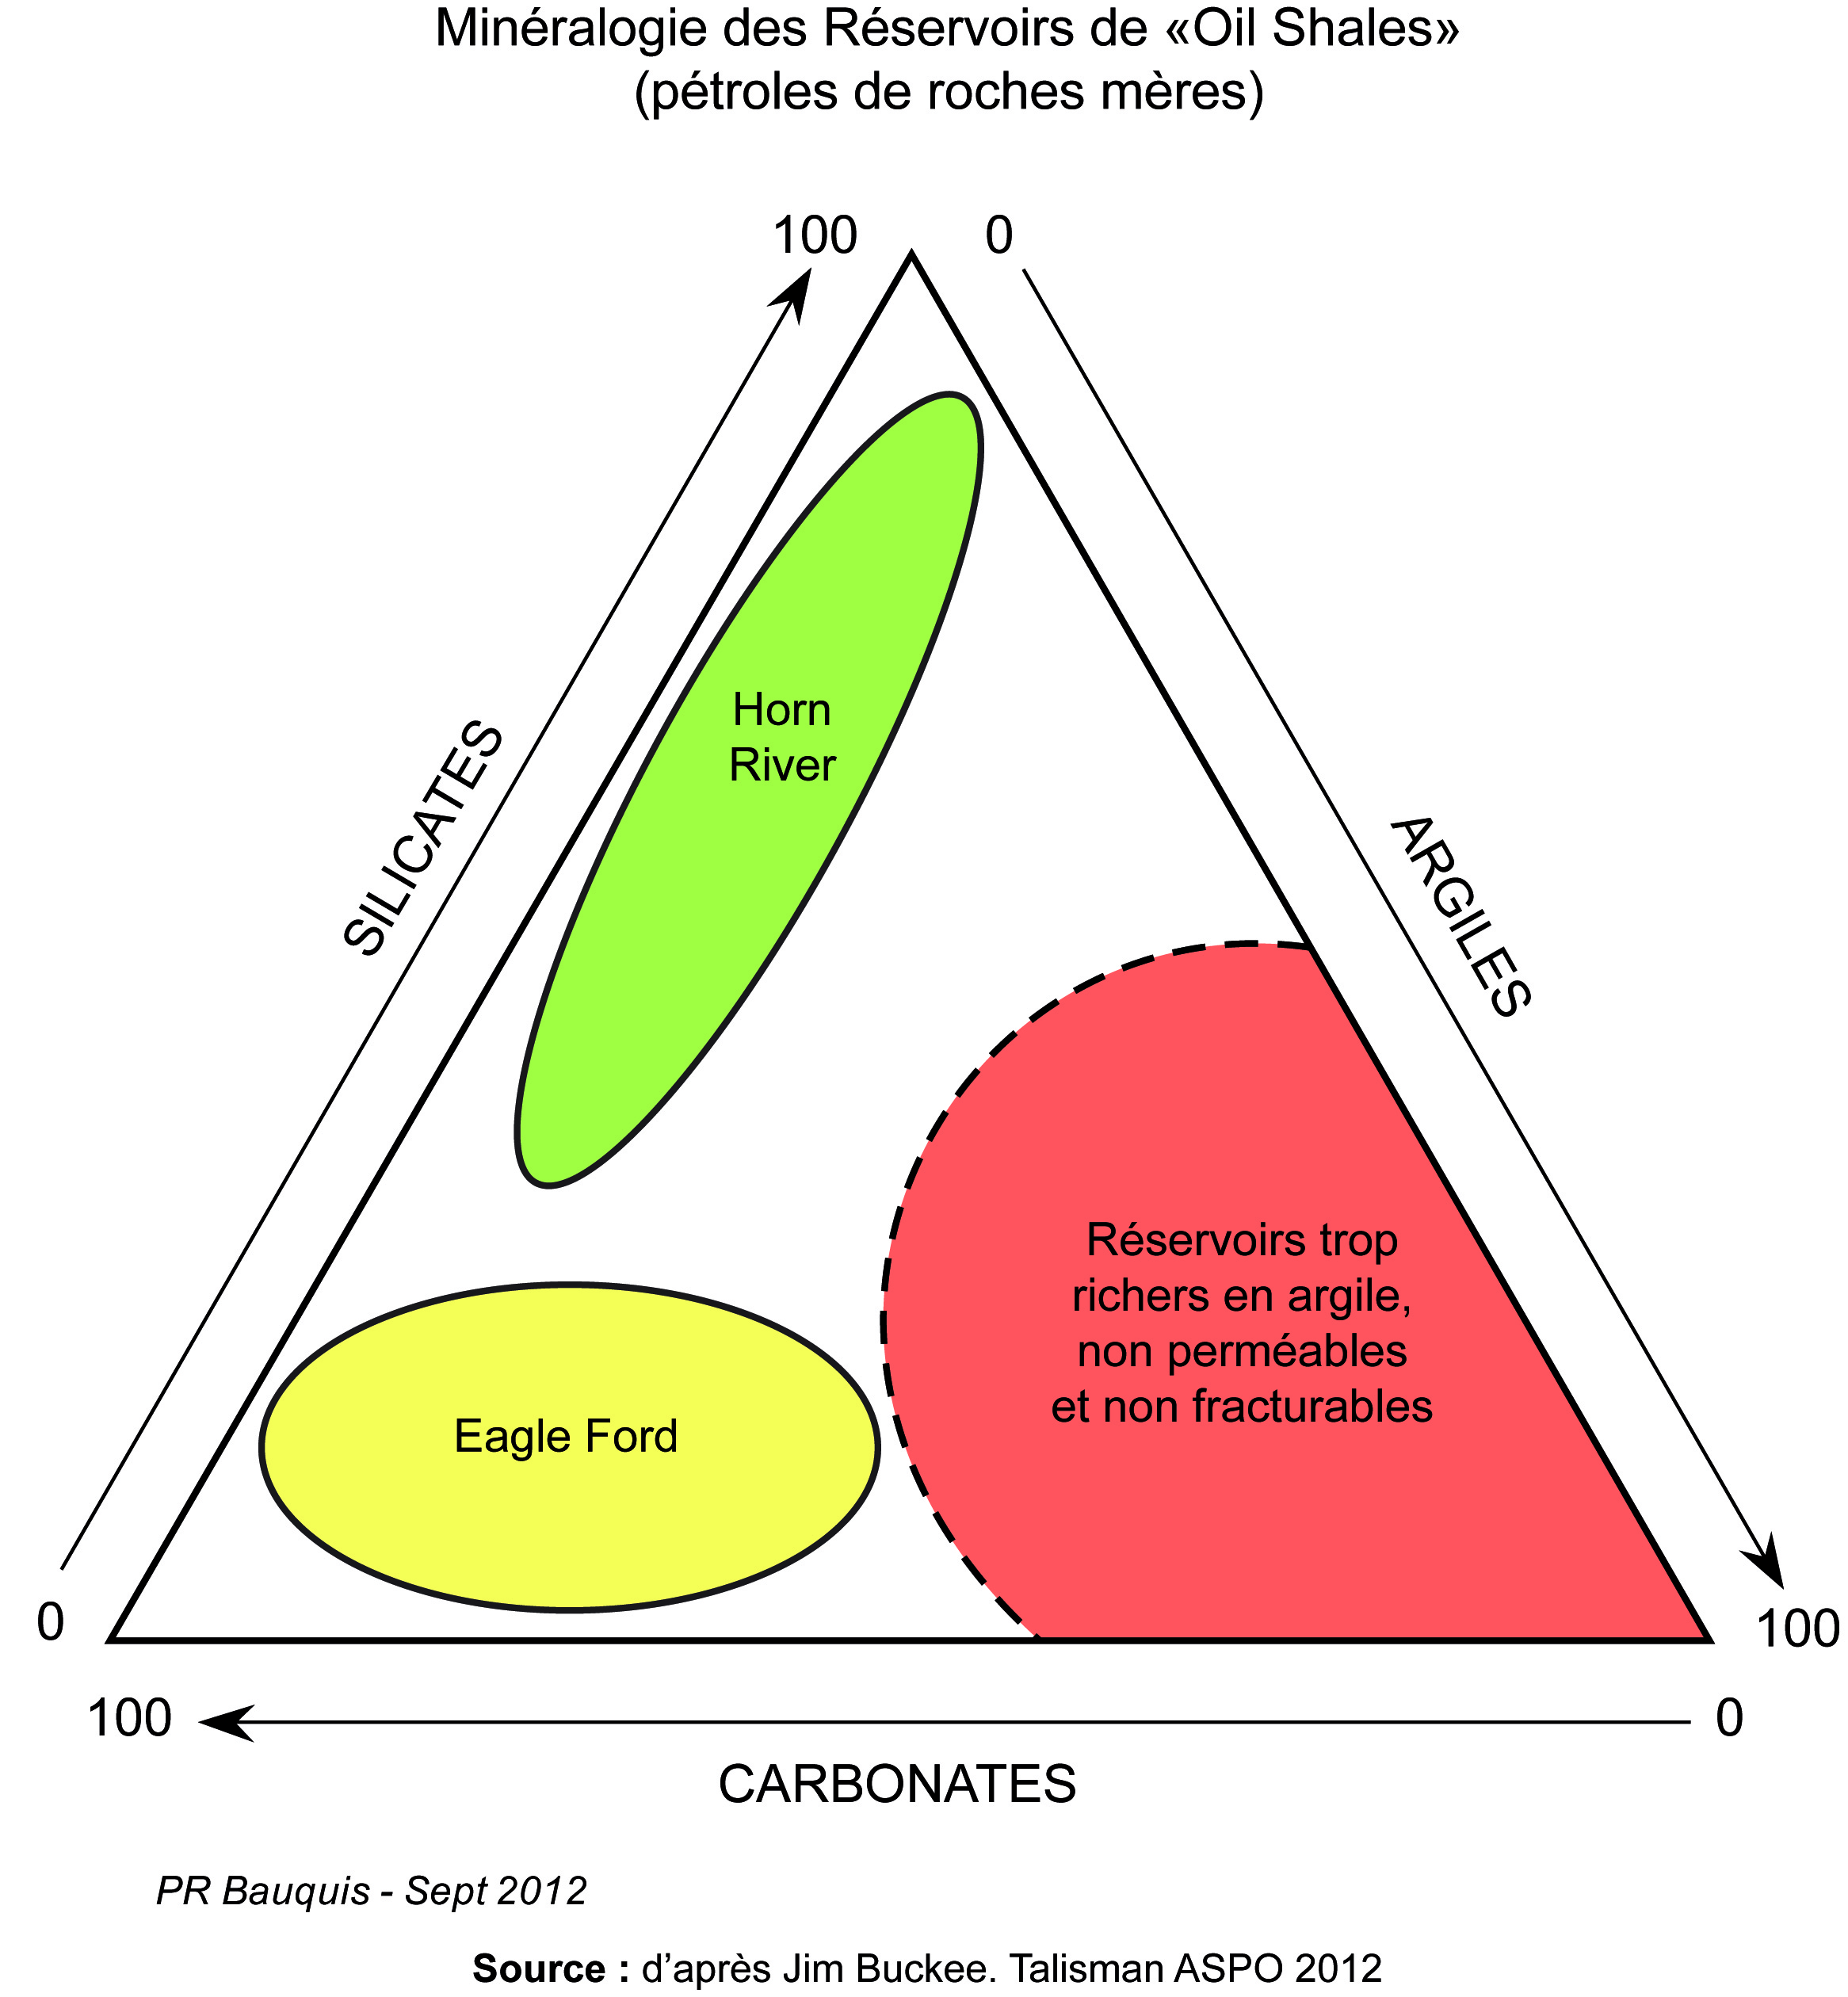 Minéralogie des Réservoirs de «Oil Shales»
(pétroles de roches mères)
100
0
SILICATES
ARGILES
Horn
River
Réservoirs trop
richers en argile,
non perméables
et non fracturables
Eagle Ford
0
100
100
0
CARBONATES
PR Bauquis - Sept 2012
Source : d’après Jim Buckee. Talisman ASPO 2012